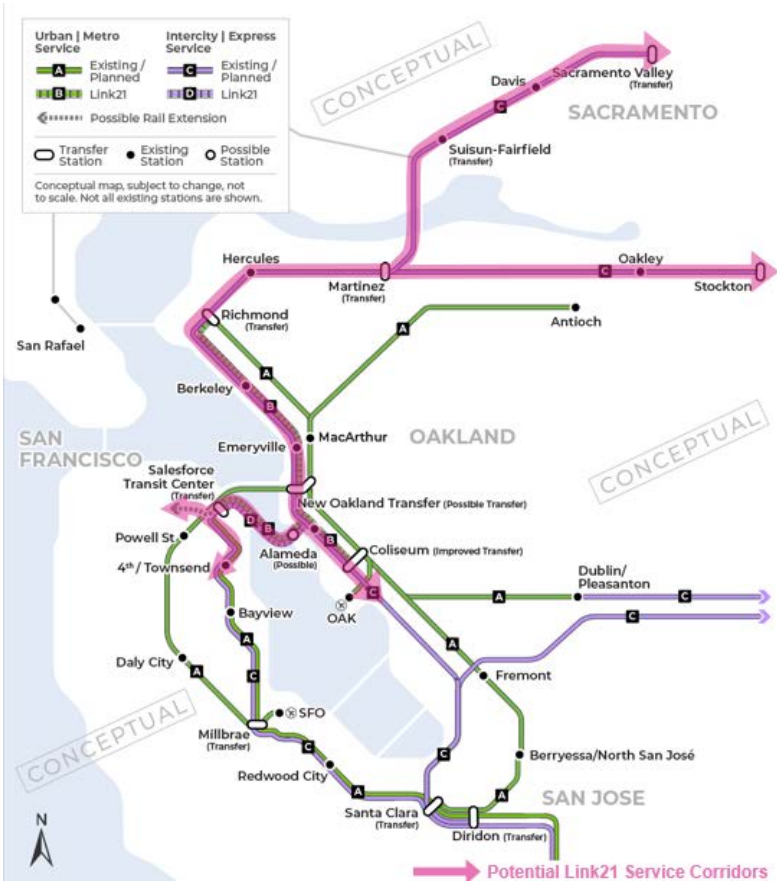 Urban | Metro
Service
Intercity | Express
Service
A
Existing /
Planned
C
Existing /
Planned
B
Link21
D
Link21
Possible Rail Extension
Transfer
Station
Existing
Station
Possible
Station
Conceptual map, subject to change, not
to scale. Not all existing stations are shown.
CONCEPTUAL
Sacramento Valley
(Transfer)
Davis
C
SACRAMENTO
Suisun-Fairfield
(Transfer)
Hercules
Martinez
(Transfer)
C
Oakley
Stockton
San Rafael
Richmond
(Transfer)
A
Antioch
A
Berkeley
B
SAN
FRANCISCO
Emeryville
MacArthur
OAKLAND
CONCEPTUAL
Salesforce
Transit Center
(Transfer)
New Oakland Transfer (Possible Transfer)
D
B
B
Powell St
Alameda
(Possible)
Coliseum (Improved Transfer)
4th / Townsend
C
OAK
Dublin/
Pleasanton
A
C
Bayview
C
A
A
Daly City
C
Fremont
A
CONCEPTUAL
SFO
Millbrae
(Transfer)
C
C
Berryessa/North San José
Redwood City
A
A
SAN JOSE
Santa Clara
(Transfer)
Diridon (Transfer)
N
Potential Link21 Service Corridors